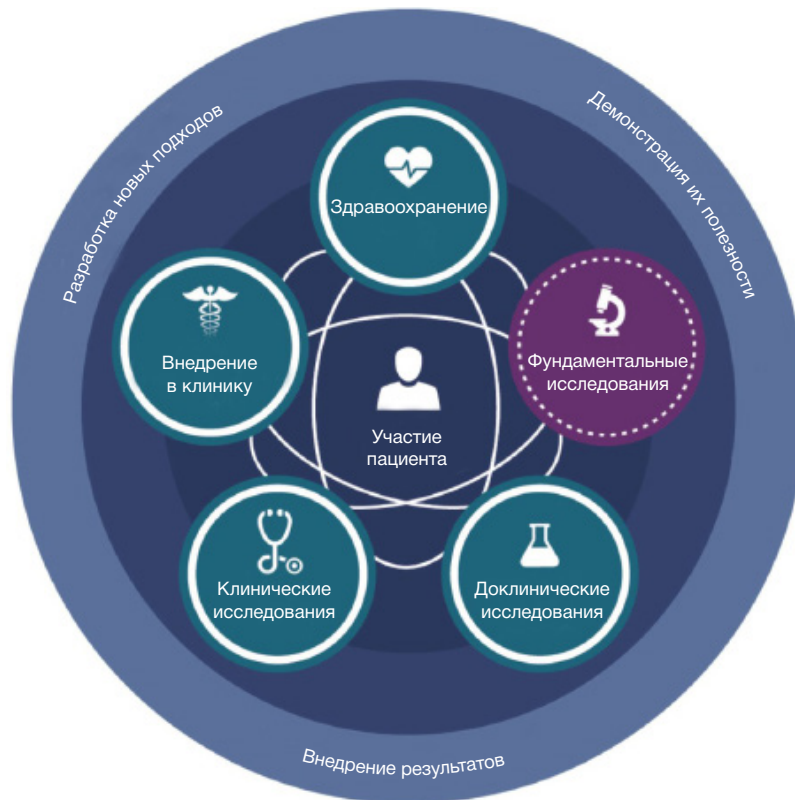 Разработка новых подходов
Демонстрация их полезности
Здравоохранение
Внедрение
в клинику
Фундаментальные
исследования
Участие
пациента
Клинические
исследования
Доклинические
исследования
Внедрение результатов